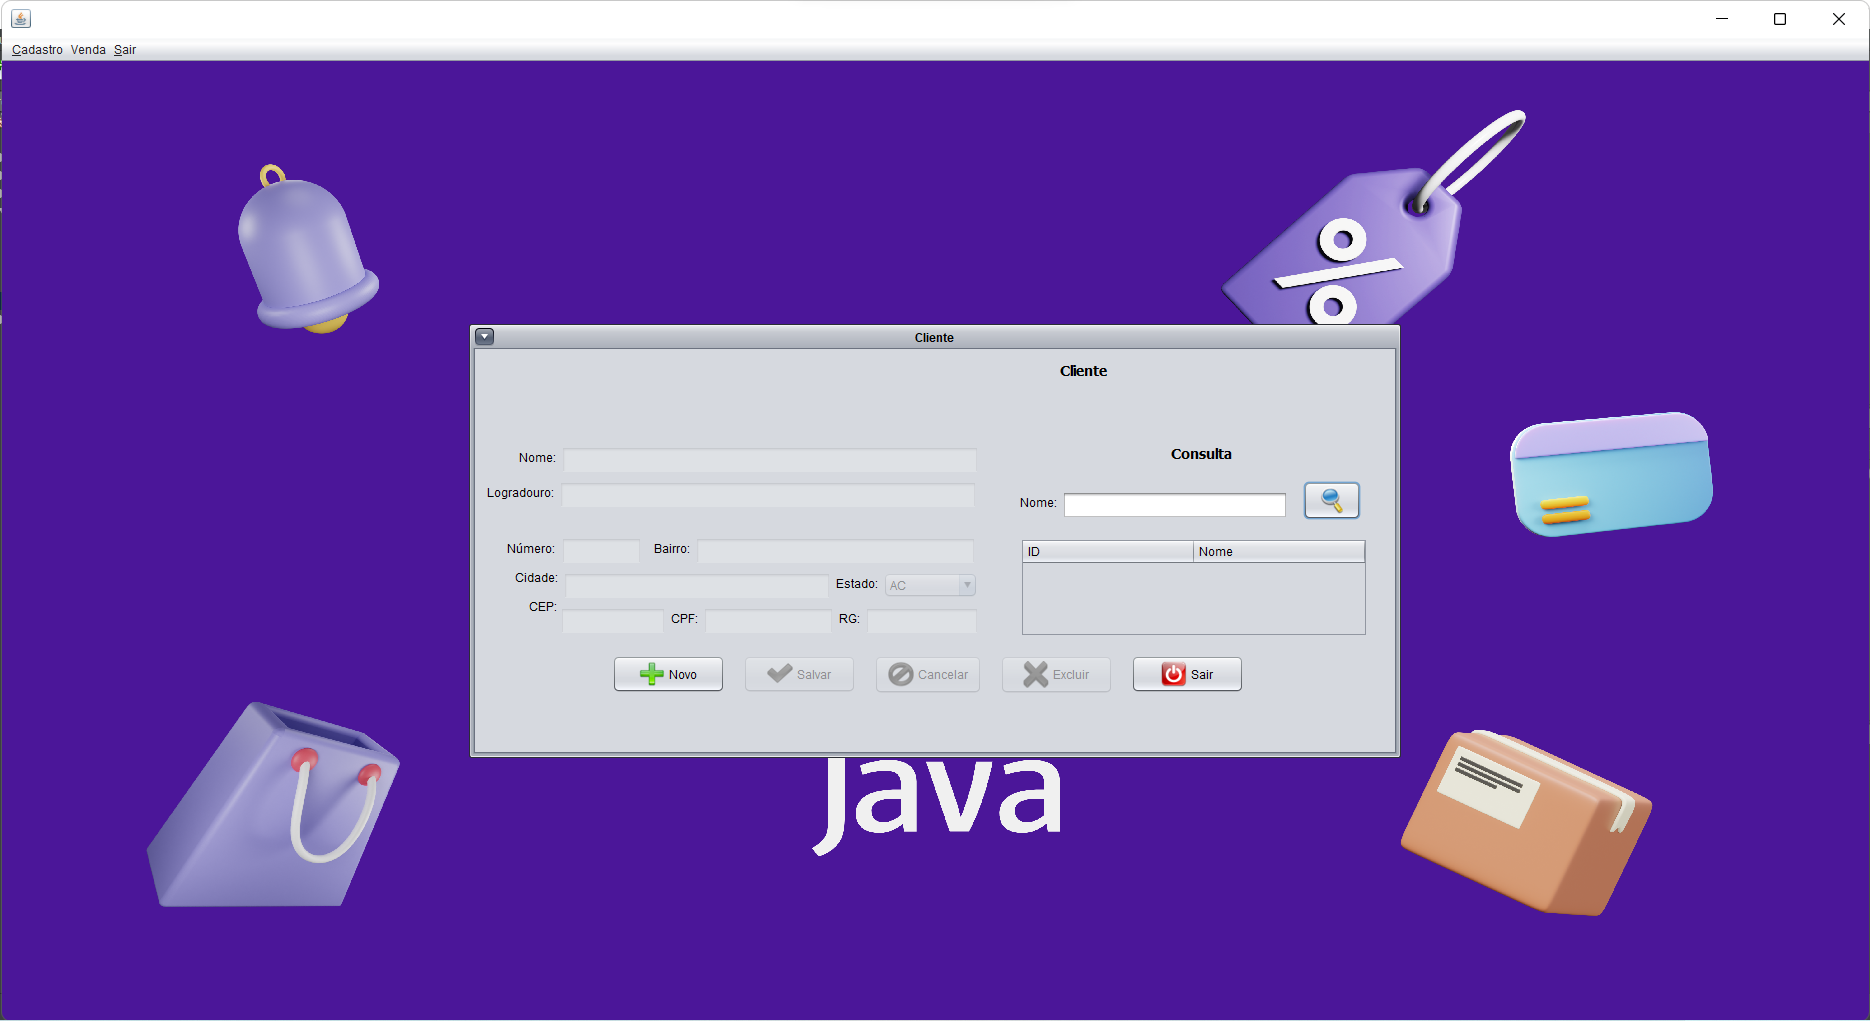 Cadastro Venda Sair
%
Cliente
Cliente
Nome:
Logradouro:
Número: Bairro:
Cidade: Estado: AC
CEP: CPF: RG:
Consulta
Nome:
ID Nome
Novo Salvar Cancelar Excluir Sair
Java